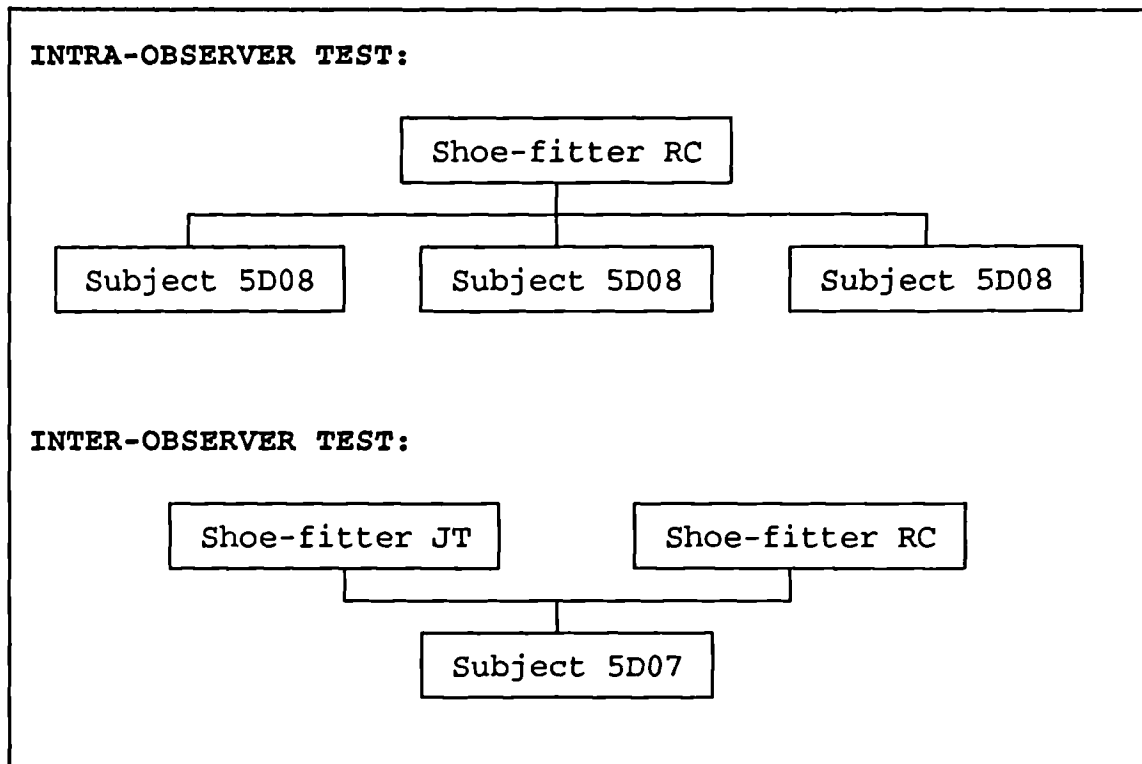 INTRA-OBSERVER TEST:
Shoe-fitter RC
Subject 5D08 Subject 5D08 Subject 5D08
INTER-OBSERVER TEST:
Shoe-fitter JT Shoe-fitter RC
Subject 5D07